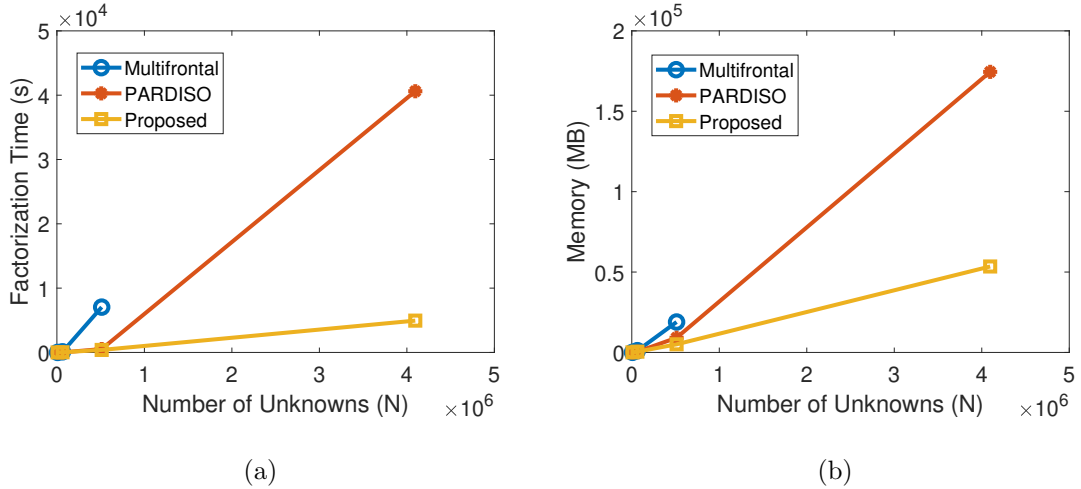 ×10^4
5
4
3
2
1
0
Factorization Time (s)
Multifrontal
PARDISO
Proposed
0
1
2
3
4
5
Number of Unknowns (N)
×10^6
(a)
×10^5
2
1.5
1
0.5
0
Memory (MB)
Multifrontal
PARDISO
Proposed
0
1
2
3
4
5
Number of Unknowns (N)
×10^6
(b)